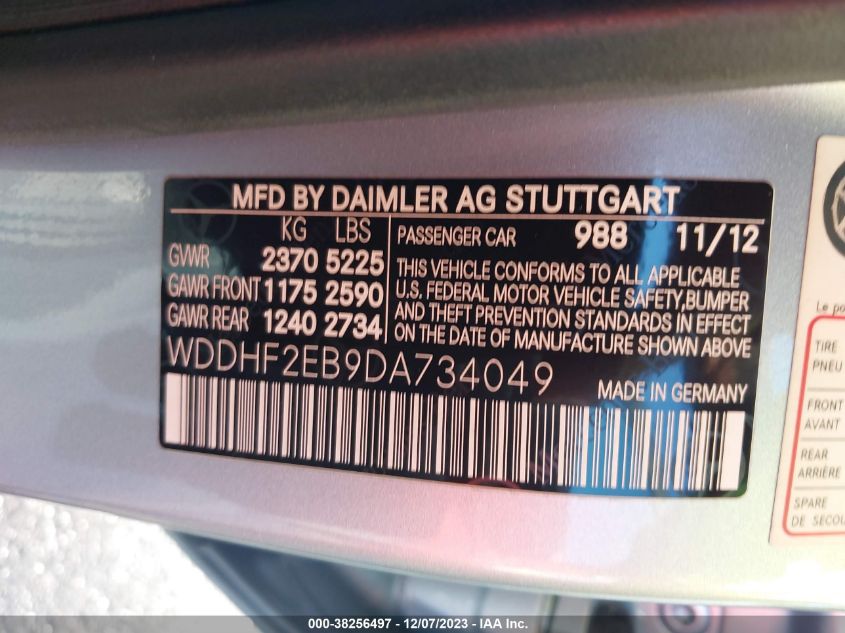 MFD BY DAIMLER AG STUTTGART
KG LBS
GVWR 2370 5225
GAWR FRONT 1175 2590
GAWR REAR 1240 2734
PASSENGER CAR 988 11/12
THIS VEHICLE CONFORMS TO ALL APPLICABLE
U.S. FEDERAL MOTOR VEHICLE SAFETY,BUMPER
AND THEFT PREVENTION STANDARDS IN EFFECT
ON THE DATE OF MANUFACTURE SHOWN ABOVE
WDDHF2EB9DA734049
MADE IN GERMANY
Le po
TIRE
PNEU
FRONT
AVANT
REAR
ARRIÈRE
SPARE
DE SECOU
000-38256497 - 12/07/2023 - IAA Inc.